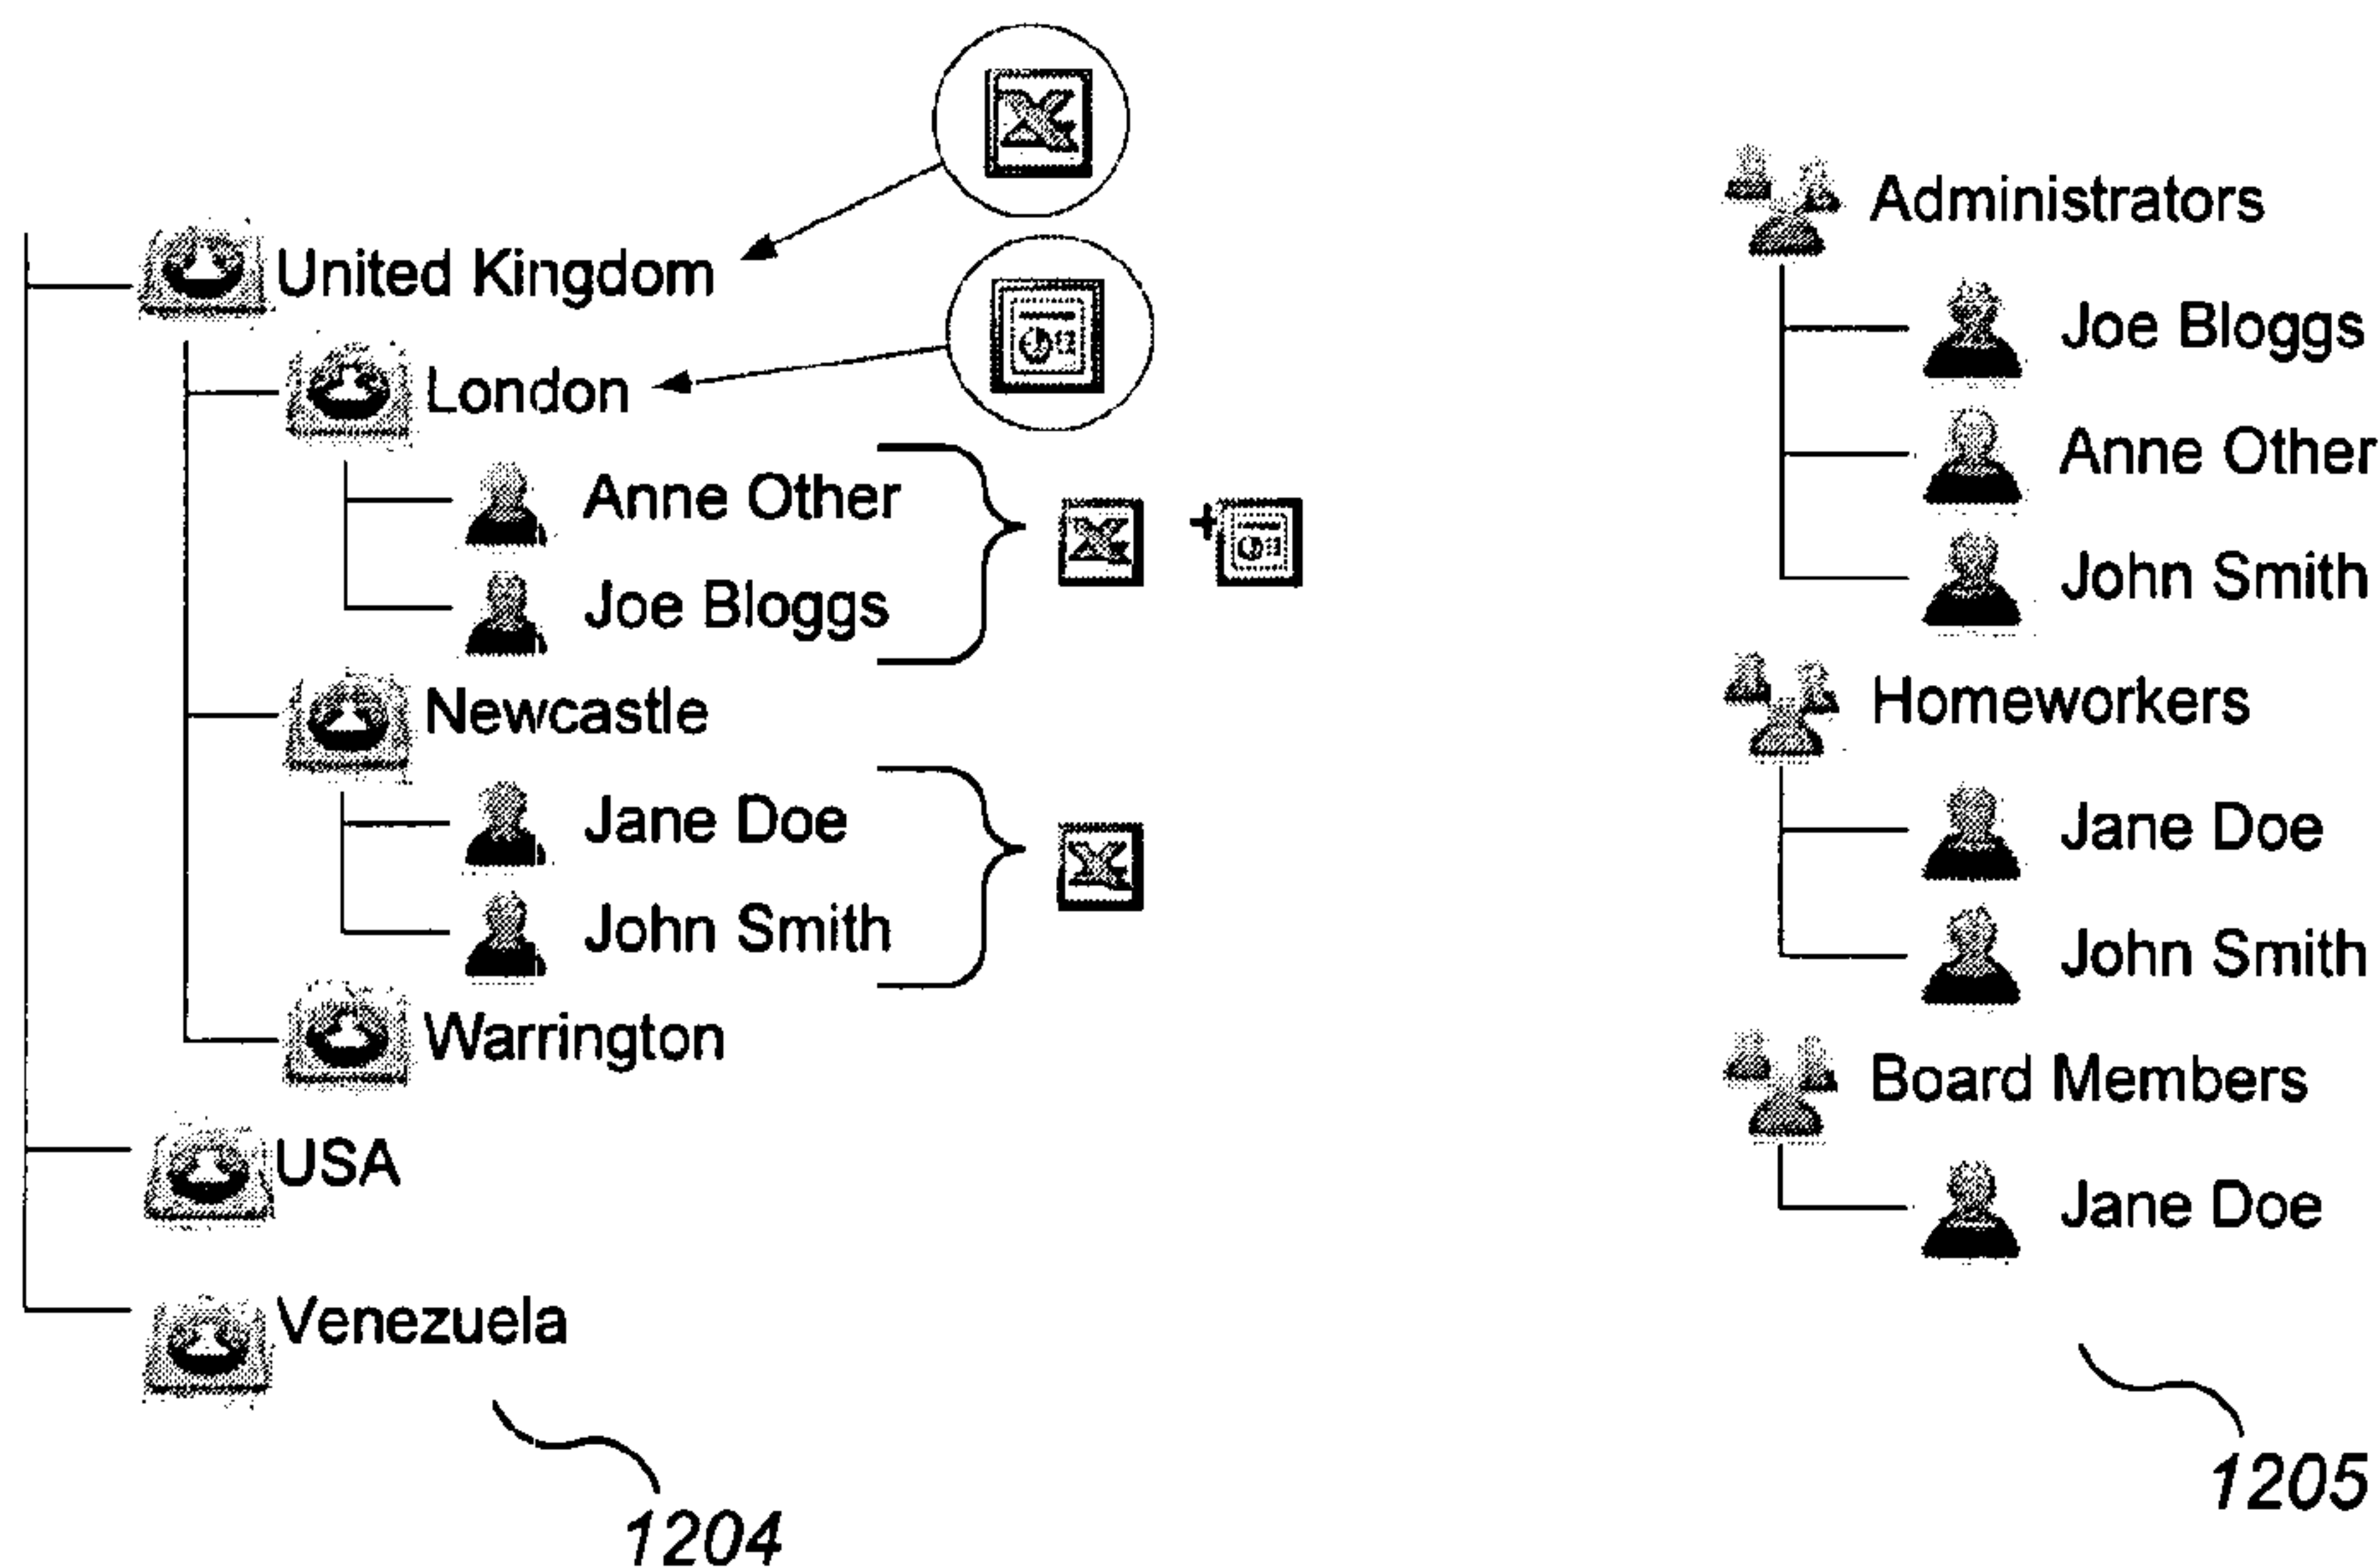 United Kingdom
London
Anne Other
+
Joe Bloggs
Newcastle
Jane Doe
John Smith
Warrington
USA
Venezuela
1204
Administrators
Joe Bloggs
Anne Other
John Smith
Homeworkers
Jane Doe
John Smith
Board Members
Jane Doe
1205